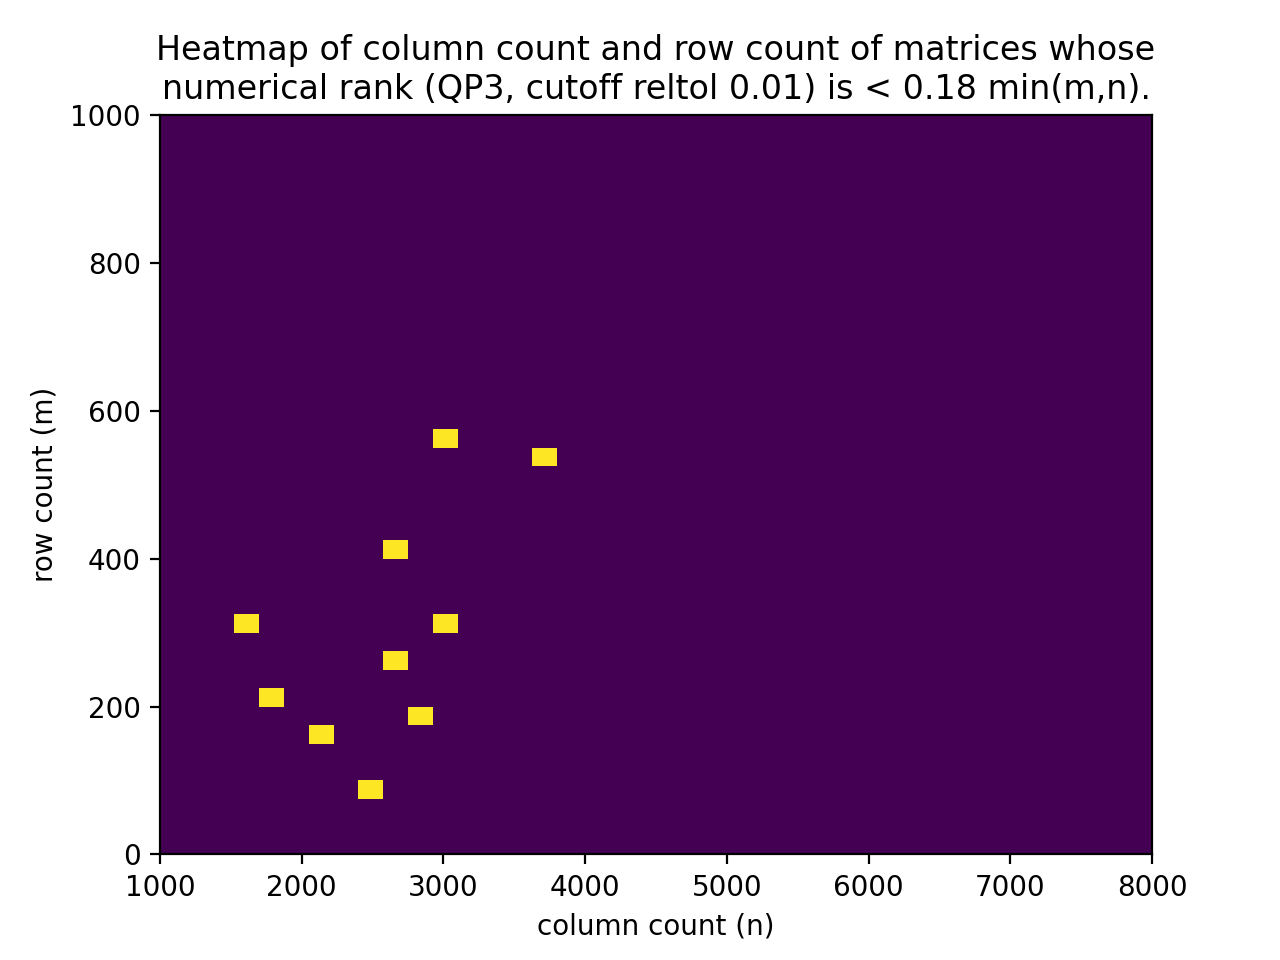 Heatmap of column count and row count of matrices whose
numerical rank (QP3, cutoff reltol 0.01) is < 0.18 min(m,n).
1000
800
600
400
200
0
row count (m)
1000 2000 3000 4000 5000 6000 7000 8000
column count (n)